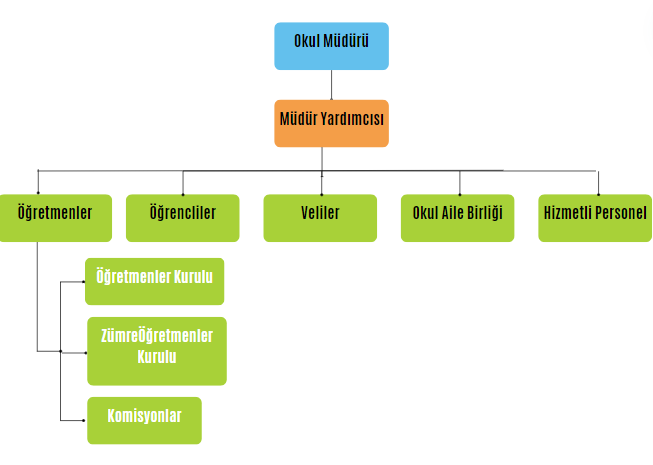 Okul Müdürü
Müdür Yardımcısı
Öğretmenler
Öğrencliler
Veliler
Okul Aile Birliği
Hizmetli Personel
Öğretmenler Kurulu
ZümreÖğretmenler
Kurulu
Komisyonlar